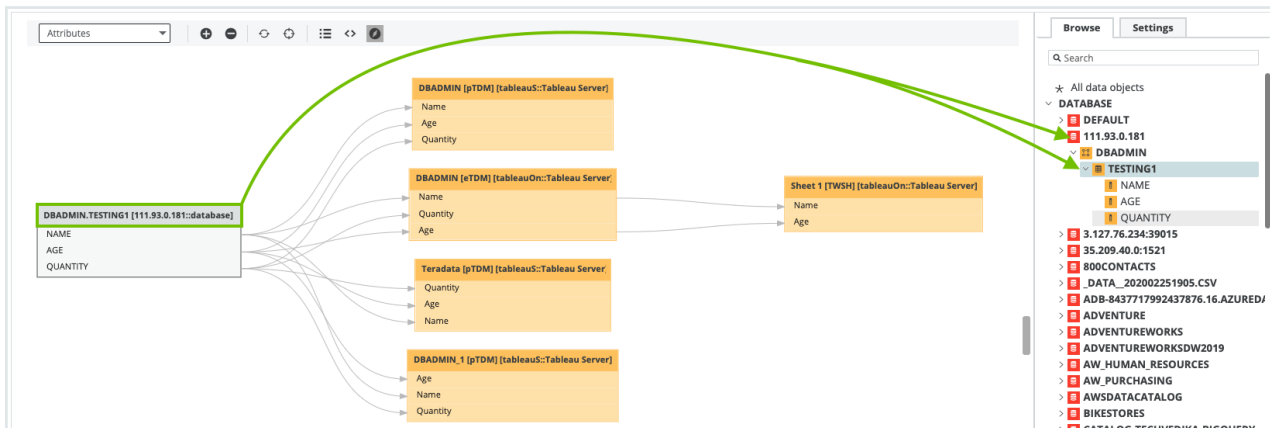 Attributes
DBADMIN [pTDM] [tableauS::Tableau Server]
Name
Age
Quantity
DBADMIN [eTDM] [tableauOn::Tableau Server]
Name
Quantity
Age
Sheet 1 [TWSH] [tableauOn::Tableau Server]
Name
Age
DBADMIN.TESTING1 [111.93.0.181::database]
NAME
AGE
QUANTITY
Teradata [pTDM] [tableauS::Tableau Server]
Quantity
Age
Name
DBADMIN_1 [pTDM] [tableauS::Tableau Server]
Age
Name
Quantity
Browse Settings
Search
All data objects
DATABASE
DEFAULT
111.93.0.181
DBADMIN
TESTING1
NAME
AGE
QUANTITY
3.127.76.234:39015
35.209.40.0:1521
800CONTACTS
_DATA__202002251905.CSV
ADB-8437717992437876.16.AZUREDA
ADVENTURE
ADVENTUREWORKS
ADVENTUREWORKSDW2019
AW_HUMAN_RESOURCES
AW_PURCHASING
AWSDATACATALOG
BIKESTORES